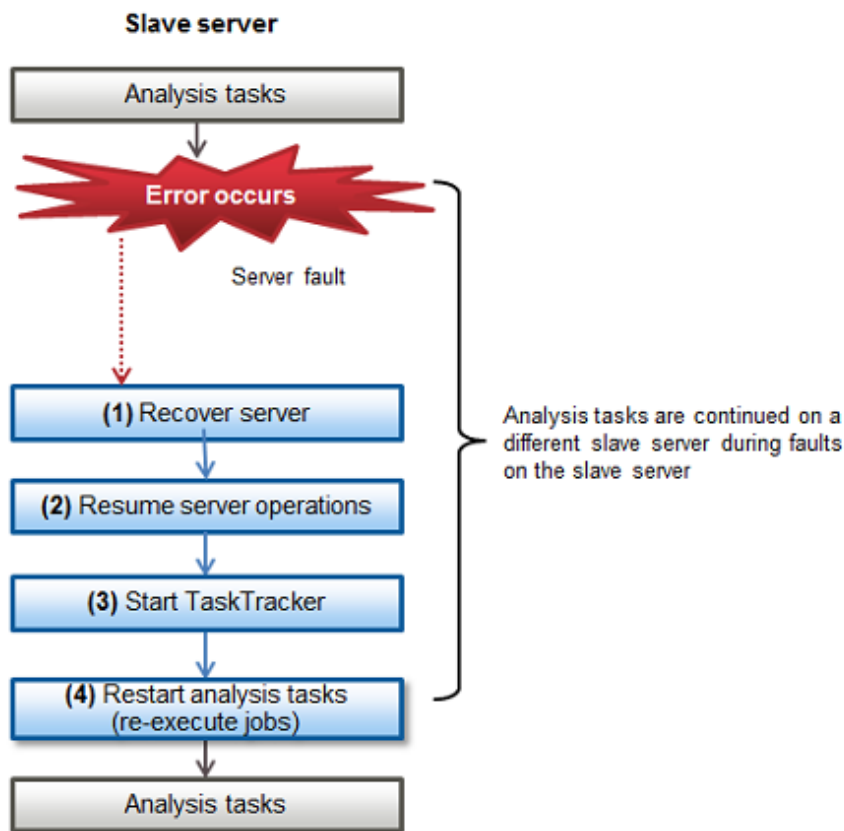 Slave server
Analysis tasks
Error occurs
Server fault
(1) Recover server
(2) Resume server operations
(3) Start TaskTracker
(4) Restart analysis tasks
(re-execute jobs)
Analysis tasks
Analysis tasks are continued on a
different slave server during faults
on the slave server